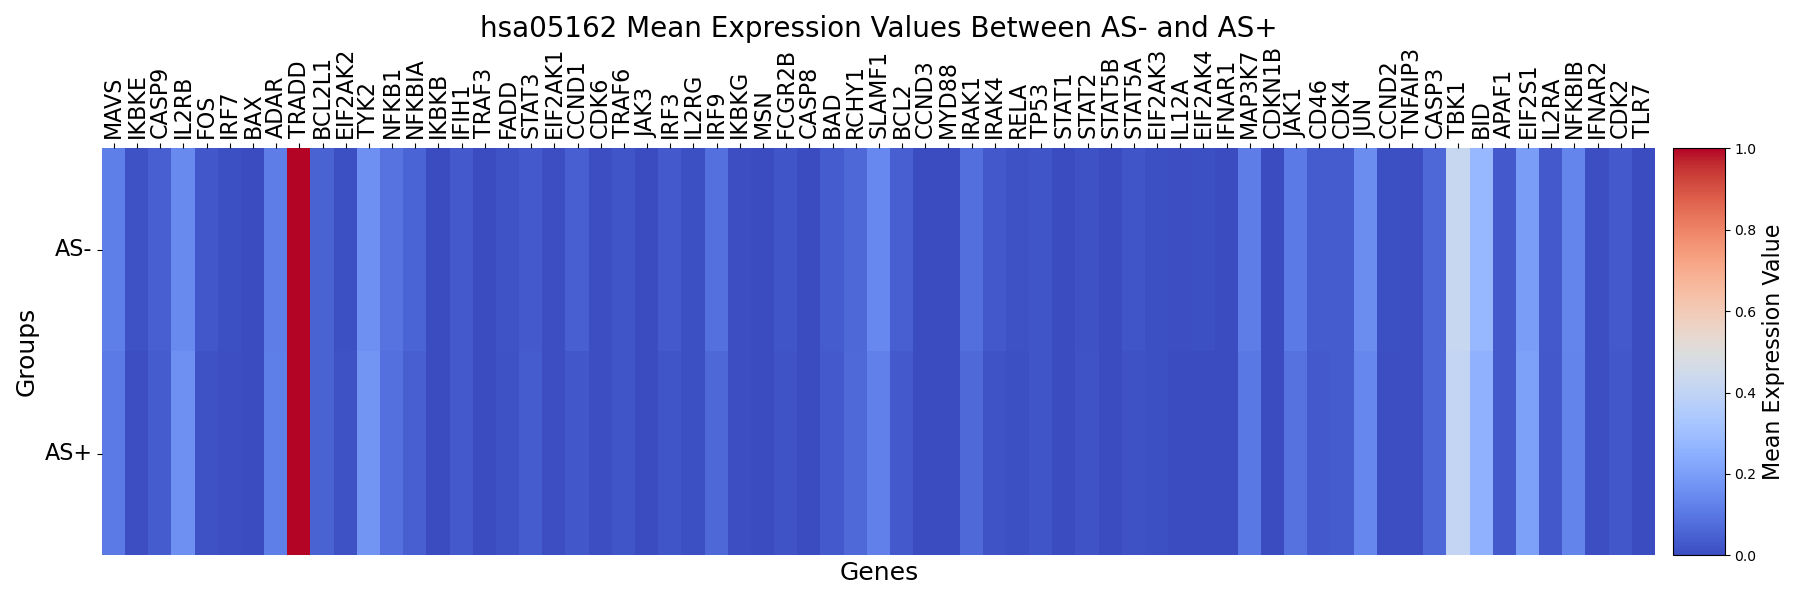 hsa05162 Mean Expression Values Between AS- and AS+
MAVS
IKBKE
CASP9
IL2RB
FOS
IRF7
BAX
ADAR
TRADD
BCL2L1
EIF2AK2
TYK2
NFKB1
NFKBIA
IKBKB
IFIH1
TRAF3
FADD
STAT3
EIF2AK1
CCND1
CDK6
TRAF6
JAK3
IRF3
IL2RG
IRF9
IKBKG
MSN
FCGR2B
CASP8
BAD
RCHY1
SLAMF1
BCL2
CCND3
MYD88
IRAK1
IRAK4
RELA
TP53
STAT1
STAT2
STAT5B
STAT5A
EIF2AK3
IL12A
EIF2AK4
IFNAR1
MAP3K7
CDKN1B
JAK1
CD46
CDK4
JUN
CCND2
TNFAIP3
CASP3
TBK1
BID
APAF1
EIF2S1
IL2RA
NFKBIB
IFNAR2
CDK2
TLR7
Groups
AS-
AS+
Genes
1.0
0.8
0.6
0.4
0.2
0.0
Mean Expression Value